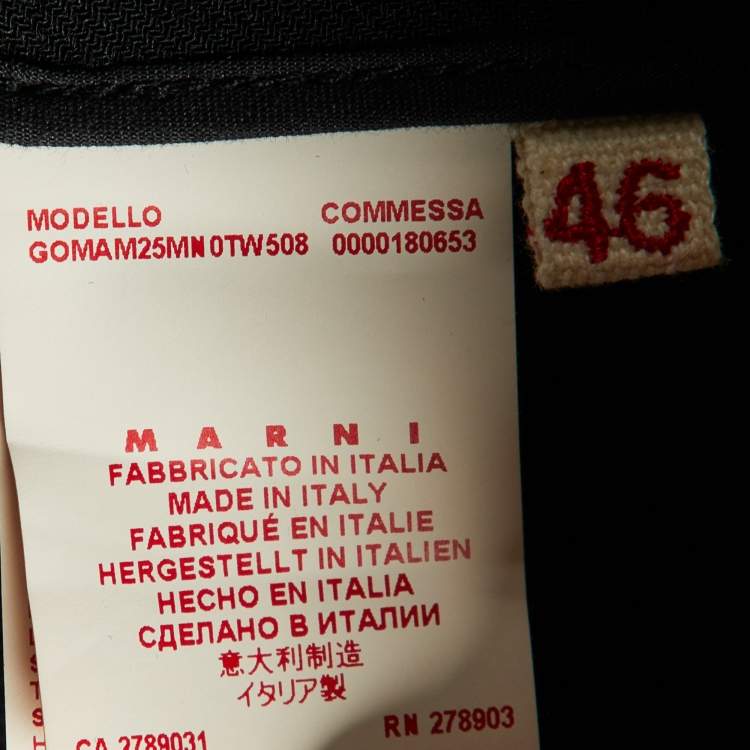 46
MODELLO COMMESSA
GOMAM25MN0TW508 0000180653
MARNI
FABBRICATO IN ITALIA
MADE IN ITALY
FABRIQUÉ EN ITALIE
HERGESTELLT IN ITALIEN
HECHO EN ITALIA
СДЕЛАНО В ИТАЛИИ
意大利制造
イタリア製
CA 2789031 RN 278903